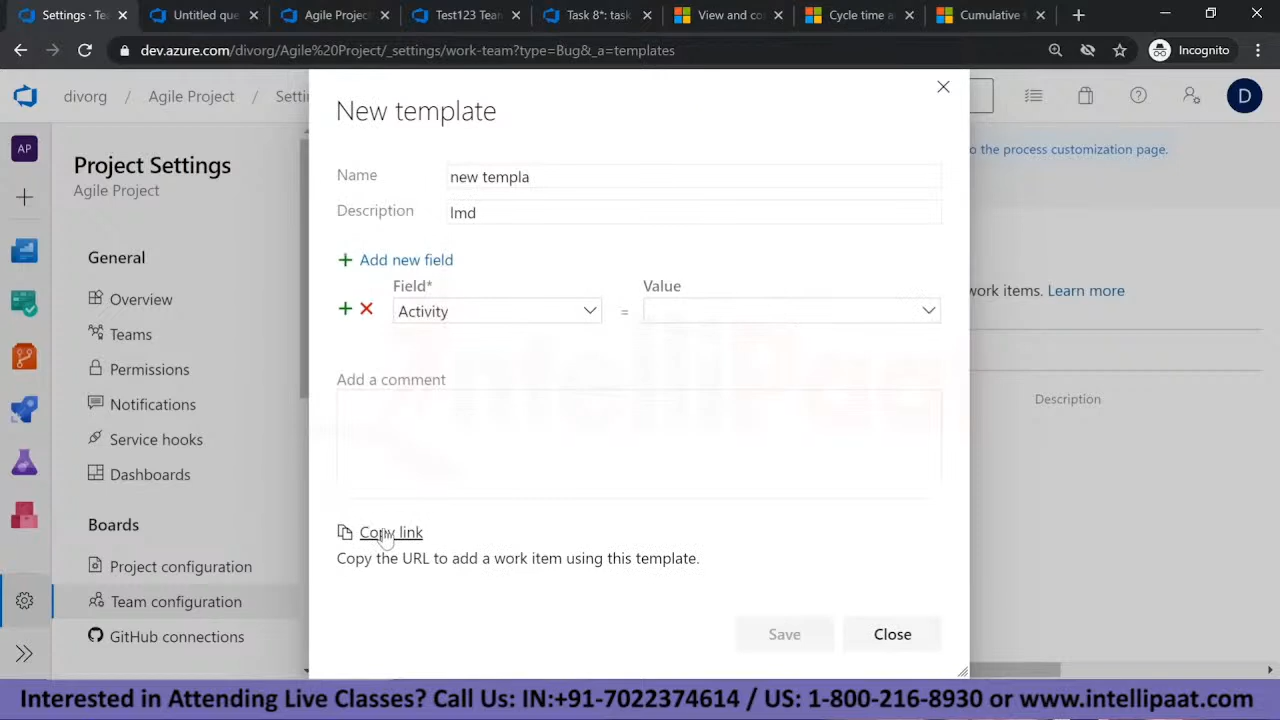 Settings - Te
Untitled que
Agile Project
Test123 Team
Task 8*: task
View and co
Cycle time a
Cumulative
dev.azure.com/divorg/Agile%20Project/_settings/work-team?type=Bug&_a=templates
Incognito
divorg / Agile Project / Settin
D
AP
Project Settings
Agile Project
General
Overview
Teams
Permissions
Notifications
Service hooks
Dashboards
Boards
Project configuration
Team configuration
GitHub connections
New template
Name
new templa
Description
lmd
Add new field
Field*
Value
Activity
=
Add a comment
IntelliPaat
Copy link
Copy the URL to add a work item using this template.
Save
Close
o the process customization page.
work items. Learn more
Description
Interested in Attending Live Classes? Call Us: IN:+91-7022374614 / US: 1-800-216-8930 or www.intellipaat.com